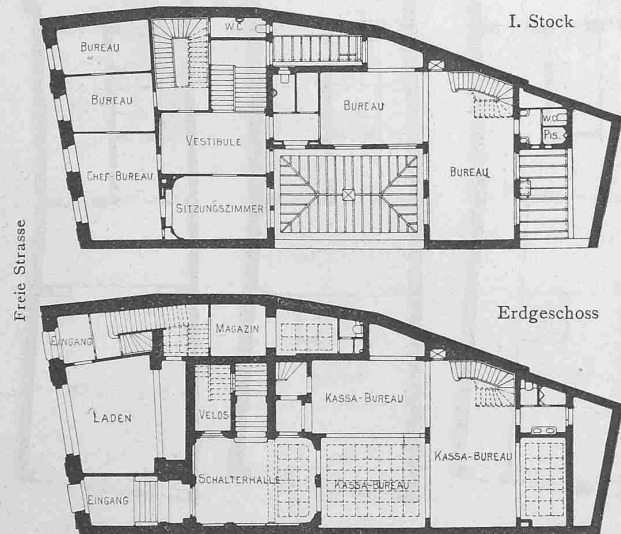 I. Stock
W.C.
BUREAU
BUREAU
BUREAU
VESTIBULE
W.C.
PIS.
CHEF-BUREAU
BUREAU
SITZUNGSZIMMER
Freie Strasse
Erdgeschoss
EINGANG
MAGAZIN
LADEN
VELOS
KASSA-BUREAU
KASSA-BUREAU
SCHALTERHALLE
KASSA-BUREAU
EINGANG